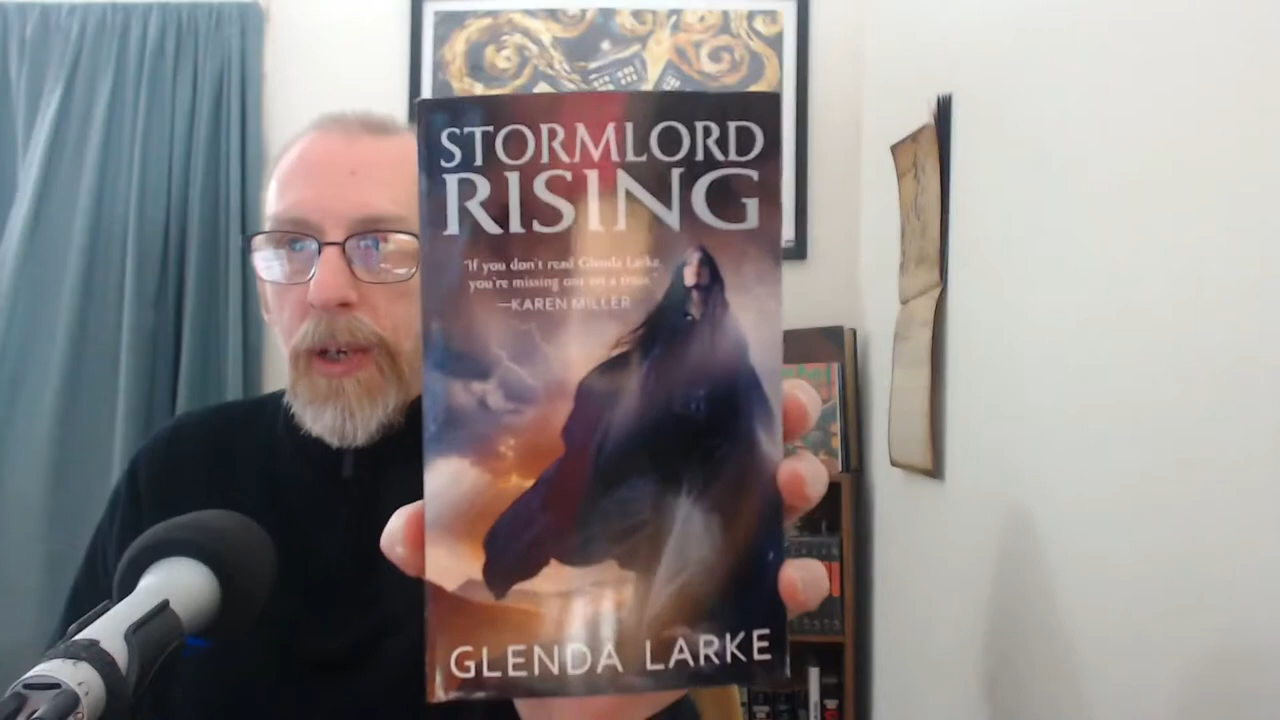 STORMLORD
RISING
"If you don't read Glenda Larke,
you're missing out on a treat."
—KAREN MILLER
GLENDA LARKE